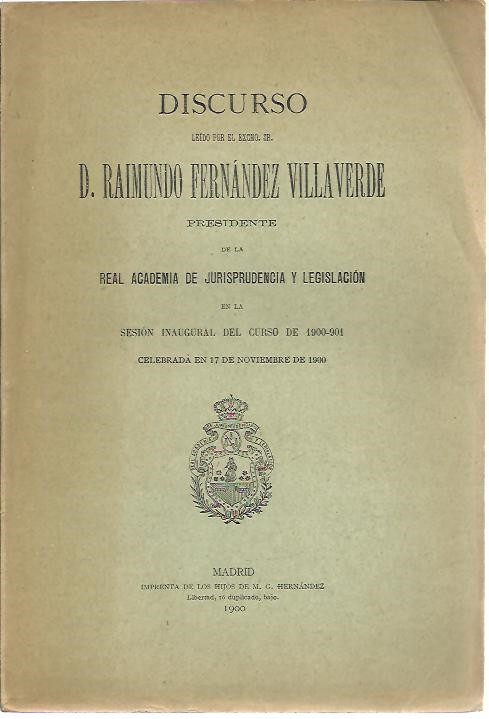 DISCURSO
LEÍDO POR EL EXCMO. SR.
D. RAIMUNDO FERNÁNDEZ VILLAVERDE
PRESIDENTE
DE LA
REAL ACADEMIA DE JURISPRUDENCIA Y LEGISLACIÓN
EN LA
SESIÓN INAUGURAL DEL CURSO DE 1900-901
CELEBRADA EN 17 DE NOVIEMBRE DE 1900
MADRID
IMPRENTA DE LOS HIJOS DE M. G. HERNÁNDEZ
Libertad, 16 duplicado, bajo.
1900